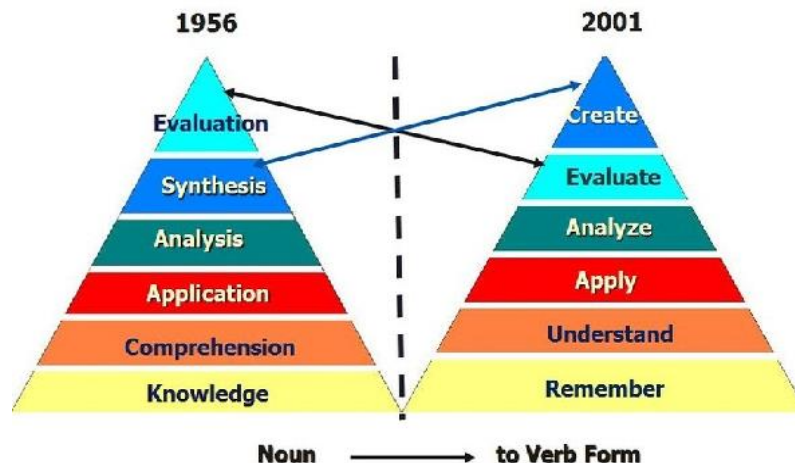 1956
2001
Evaluation
Synthesis
Analysis
Application
Comprehension
Knowledge
Create
Evaluate
Analyze
Apply
Understand
Remember
Noun to Verb Form